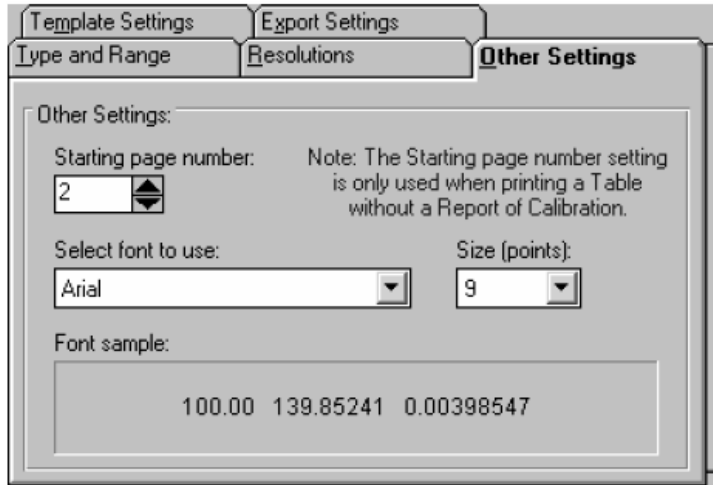 Template Settings Export Settings
Type and Range Resolutions Other Settings
Other Settings:
Starting page number: Note: The Starting page number setting
2 is only used when printing a Table
without a Report of Calibration.
Select font to use: Size (points):
Arial 9
Font sample:
100.00 139.85241 0.00398547